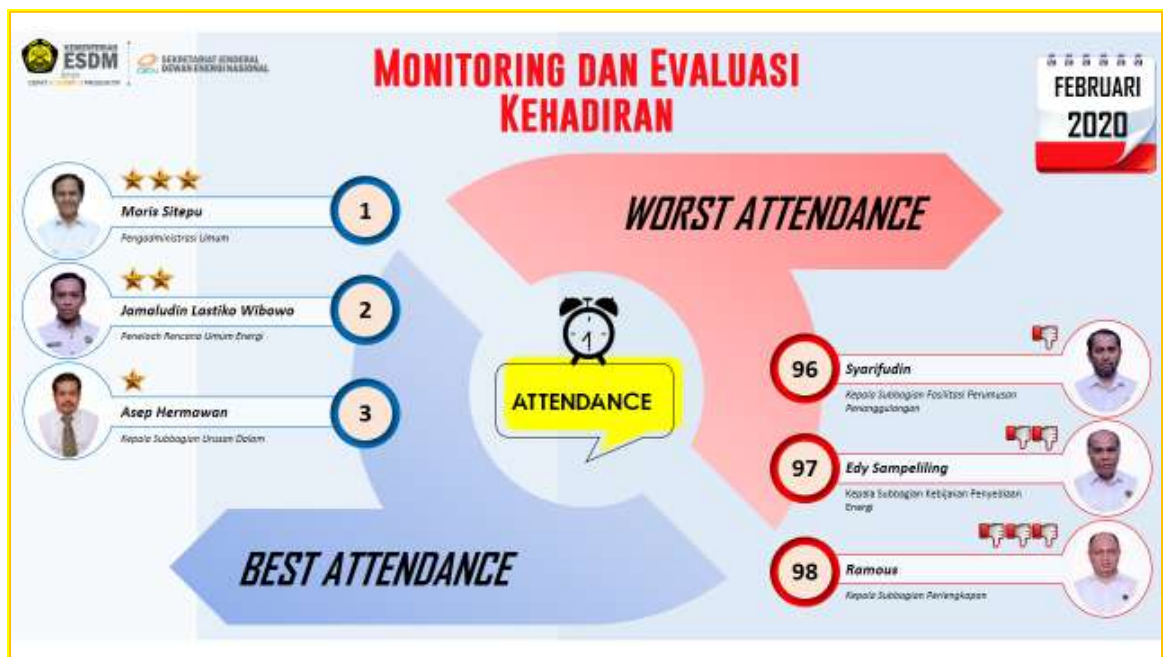 KEMENTERIAN
ESDM
SEKRETARIAT JENDERAL
DEWAN ENERGI NASIONAL
MONITORING DAN EVALUASI
KEHADIRAN
FEBRUARI
2020
Moris Sitepu
Pengadministrasi Umum
1
Jamaludin Lastiko Wibowo
Penelaah Rencana Umum Energi
2
Asep Hermawan
Kepala Subbagian Urusan Dalam
3
WORST ATTENDANCE
ATTENDANCE
BEST ATTENDANCE
96
Syarifudin
Kepala Subbagian Fasilitasi Perumusan
Penanggulangan
97
Edy Sampeliling
Kepala Subbagian Kebijakan Penyediaan
Energi
98
Ramous
Kepala Subbagian Perlengkapan